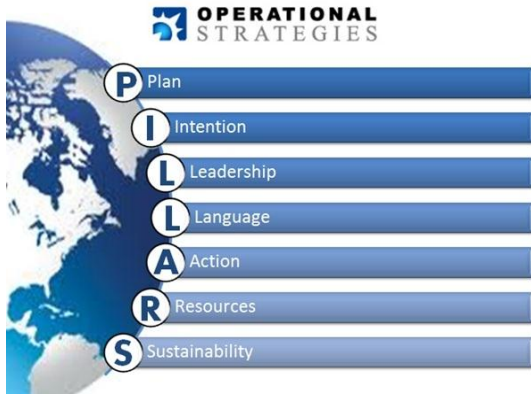 OPERATIONAL
STRATEGIES
P Plan
I Intention
L Leadership
L Language
A Action
R Resources
S Sustainability